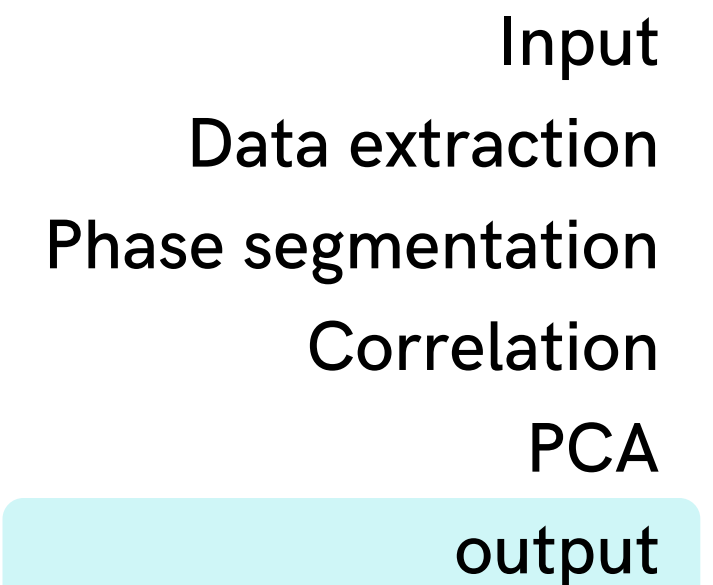 Input
Data extraction
Phase segmentation
Correlation
PCA
output